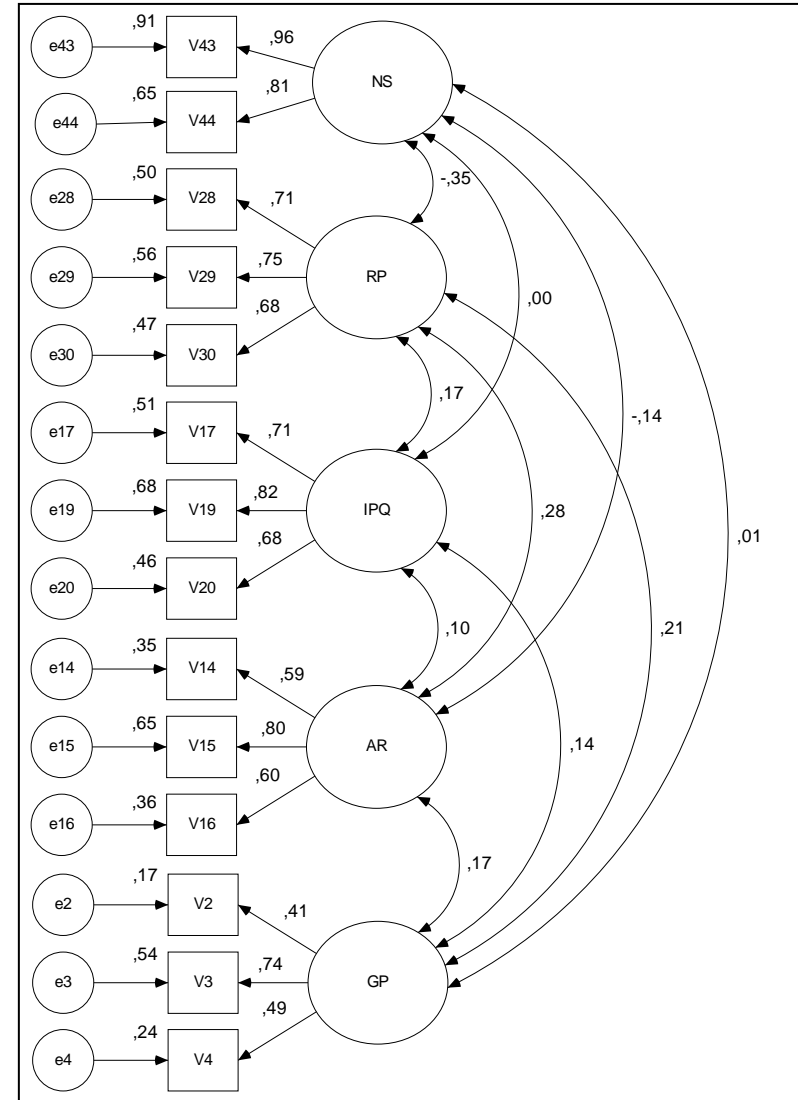 ,91
e43
V43
,96
NS
,65
e44
V44
,81
-,35
,50
e28
V28
,71
,56
e29
V29
,75
RP
,00
,47
e30
V30
,68
,17
-,14
,51
e17
V17
,71
,68
e19
V19
,82
IPQ
,28
,01
,46
e20
V20
,68
,10
,21
,35
e14
V14
,59
,65
e15
V15
,80
AR
,14
,36
e16
V16
,60
,17
,17
e2
V2
,41
,54
e3
V3
,74
GP
,49
,24
e4
V4